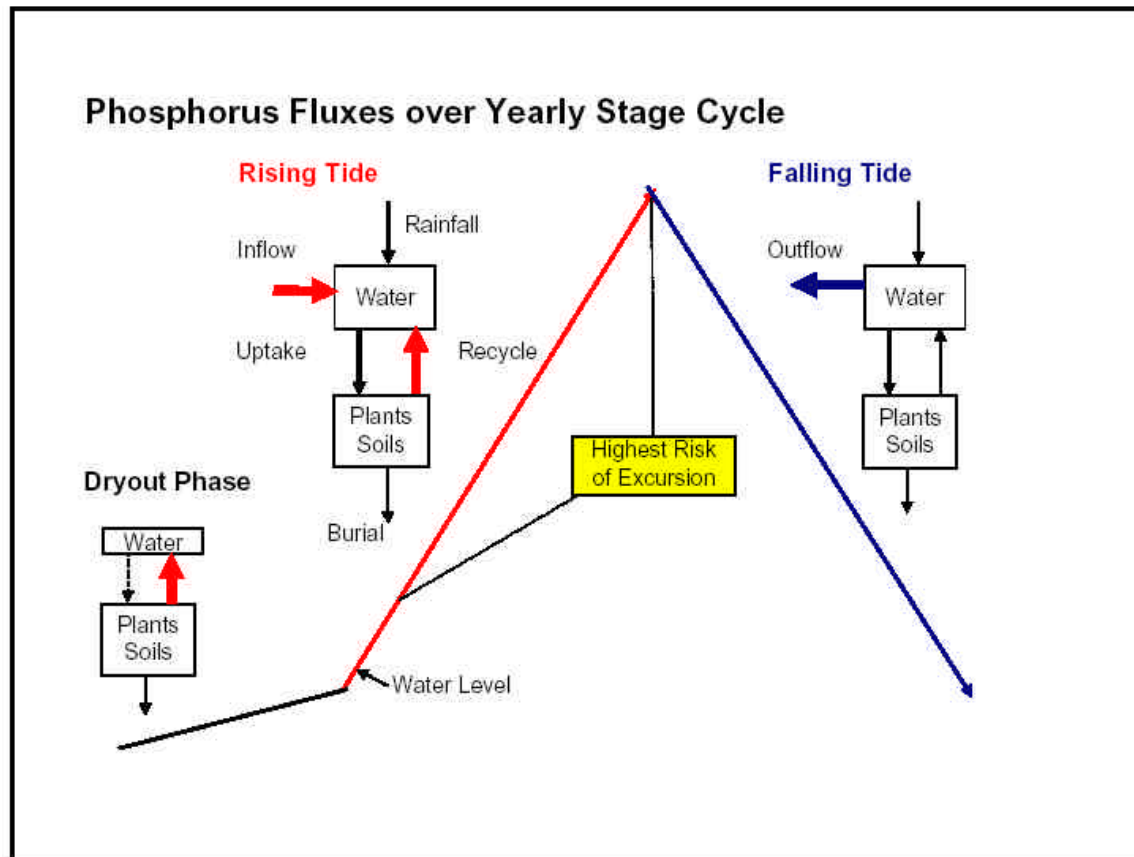 Phosphorus Fluxes over Yearly Stage Cycle
Rising Tide
Rainfall
Inflow
Water
Uptake
Recycle
Plants
Soils
Burial
Falling Tide
Outflow
Water
Plants
Soils
Highest Risk
of Excursion
Dryout Phase
Water
Plants
Soils
Water Level